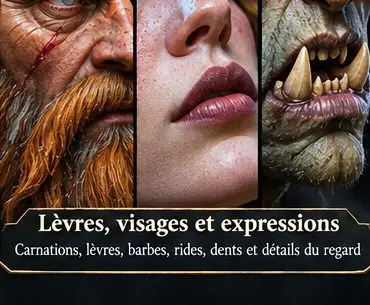 Lèvres, visages et expressions
Carnations, lèvres, barbes, rides, dents et détails du regard